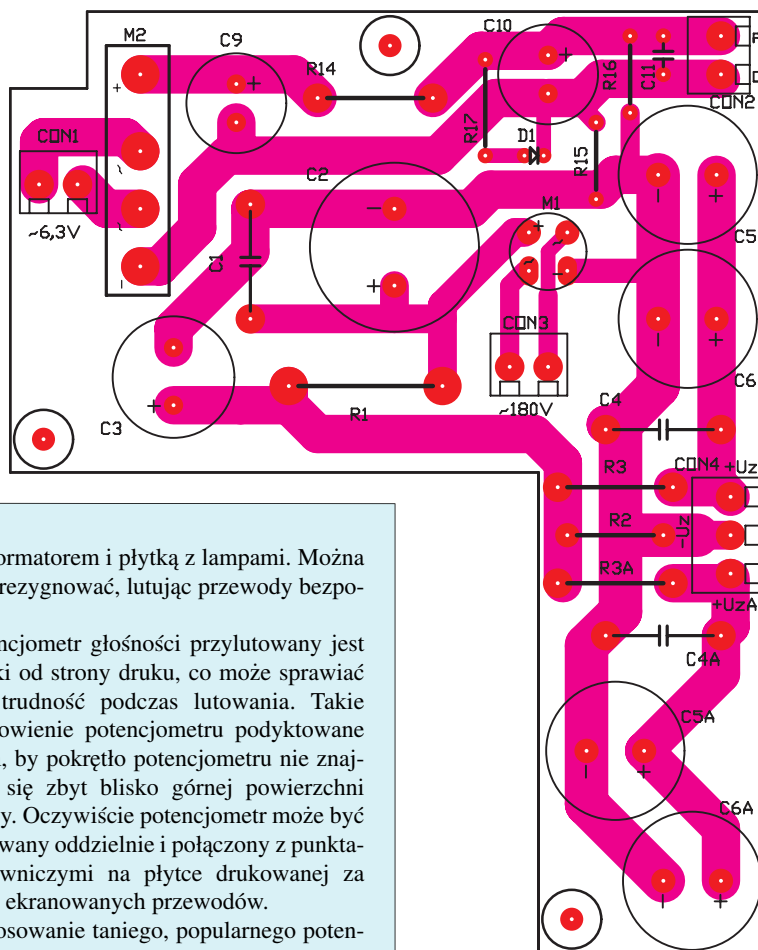 C10
M2
C9
R14
R16
C11
CON2
CON1
R17
D1
R15
C2
M1
~6,3V
C1
C5
CON3
C6
~180V
C3
R1
C4
R3
CON4
+Uz
R2
-Uz
R3A
+UzA
C4A
C5A
C6A
ormatorem i płytką z lampami. Można
rezygnować, lutując przewody bezpo-
ncjometr głośności przylutowany jest
ki od strony druku, co może sprawiać
trudność podczas lutowania. Takie
owienie potencjometru podyktowane
, by pokrętło potencjometru nie znaj-
się zbyt blisko górnej powierzchni
y. Oczywiście potencjometr może być
wany oddzielnie i połączony z punkta-
wniczymi na płytce drukowanej za
ekranowanych przewodów.
osowanie taniego, popularnego poten-